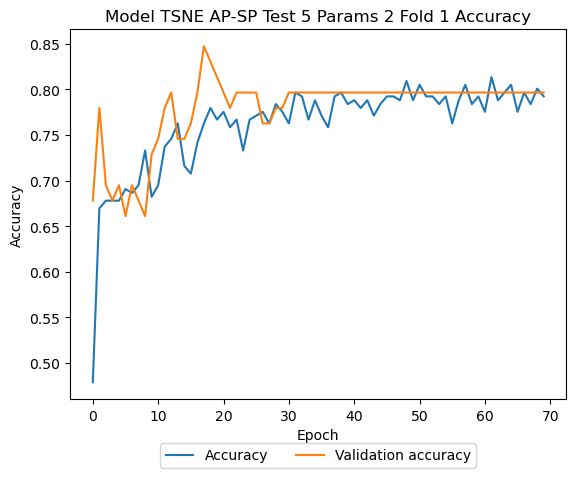 Model TSNE AP-SP Test 5 Params 2 Fold 1 Accuracy
0.85
0.80
0.75
0.70
0.65
0.60
0.55
0.50
Accuracy
0 10 20 30 40 50 60 70
Epoch
Accuracy Validation accuracy